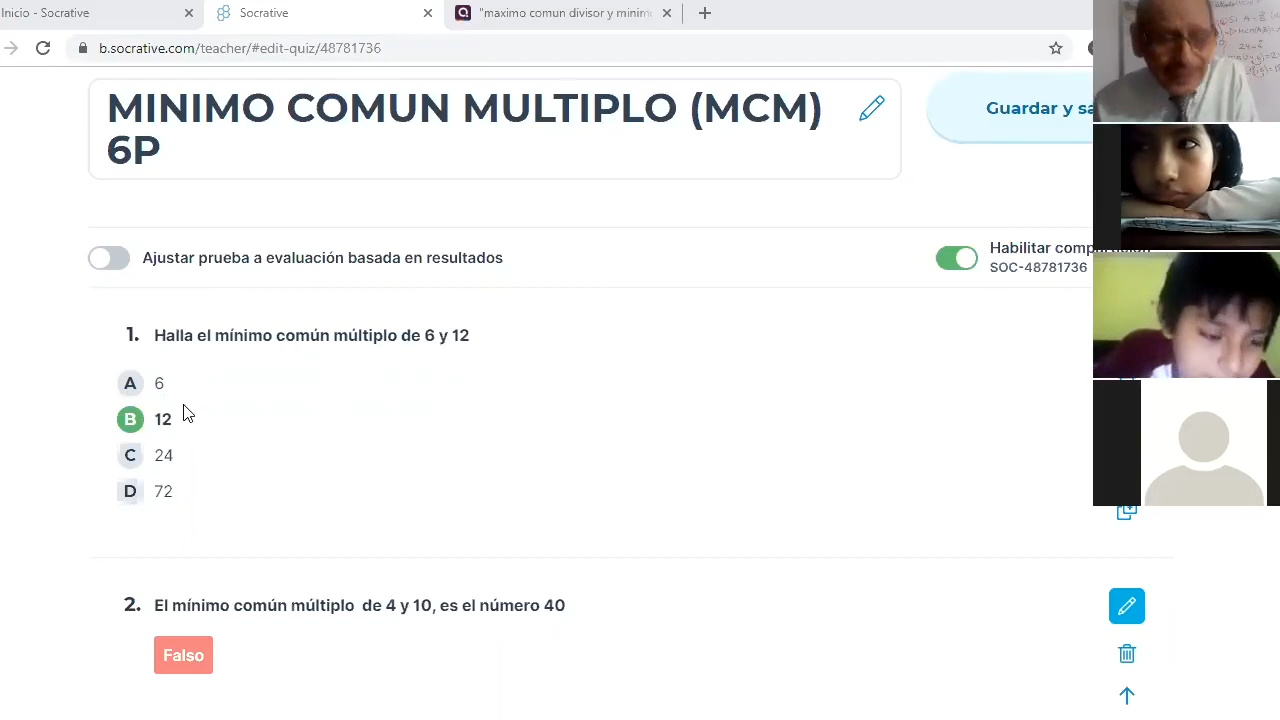 Inicio - Socrative
Socrative
"maximo comun divisor y minimo
b.socrative.com/teacher/#edit-quiz/48781736
MINIMO COMUN MULTIPLO (MCM)
6P
Guardar y sa
Ajustar prueba a evaluación basada en resultados
Habilitar compartición
SOC-48781736
1. Halla el mínimo común múltiplo de 6 y 12
A 6
B 12
C 24
D 72
2. El mínimo común múltiplo de 4 y 10, es el número 40
Falso